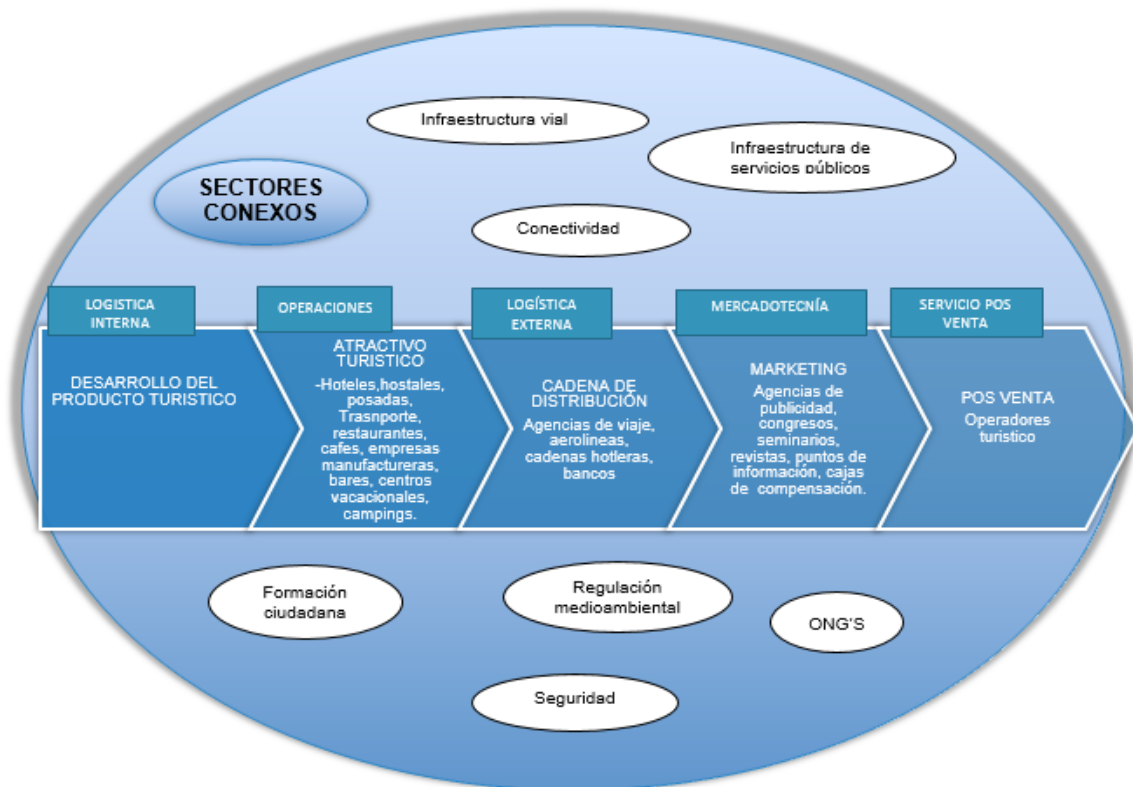 Infraestructura vial
Infraestructura de
servicios públicos
SECTORES
CONEXOS
Conectividad
LOGISTICA
INTERNA
OPERACIONES
LOGÍSTICA
EXTERNA
MERCADOTECNÍA
SERVICIO POS
VENTA
DESARROLLO DEL
PRODUCTO TURISTICO
ATRACTIVO
TURISTICO
-Hoteles,hostales,
posadas,
Trasnporte,
restaurantes,
cafes, empresas
manufactureras,
bares, centros
vacacionales,
campings.
CADENA DE
DISTRIBUCIÓN
Agencias de viaje,
aerolineas,
cadenas hotleras,
bancos
MARKETING
Agencias de
publicidad,
congresos,
seminarios,
revistas, puntos de
información, cajas
de compensación.
POS VENTA
Operadores
turistico
Formación
ciudadana
Regulación
medioambiental
ONG'S
Seguridad